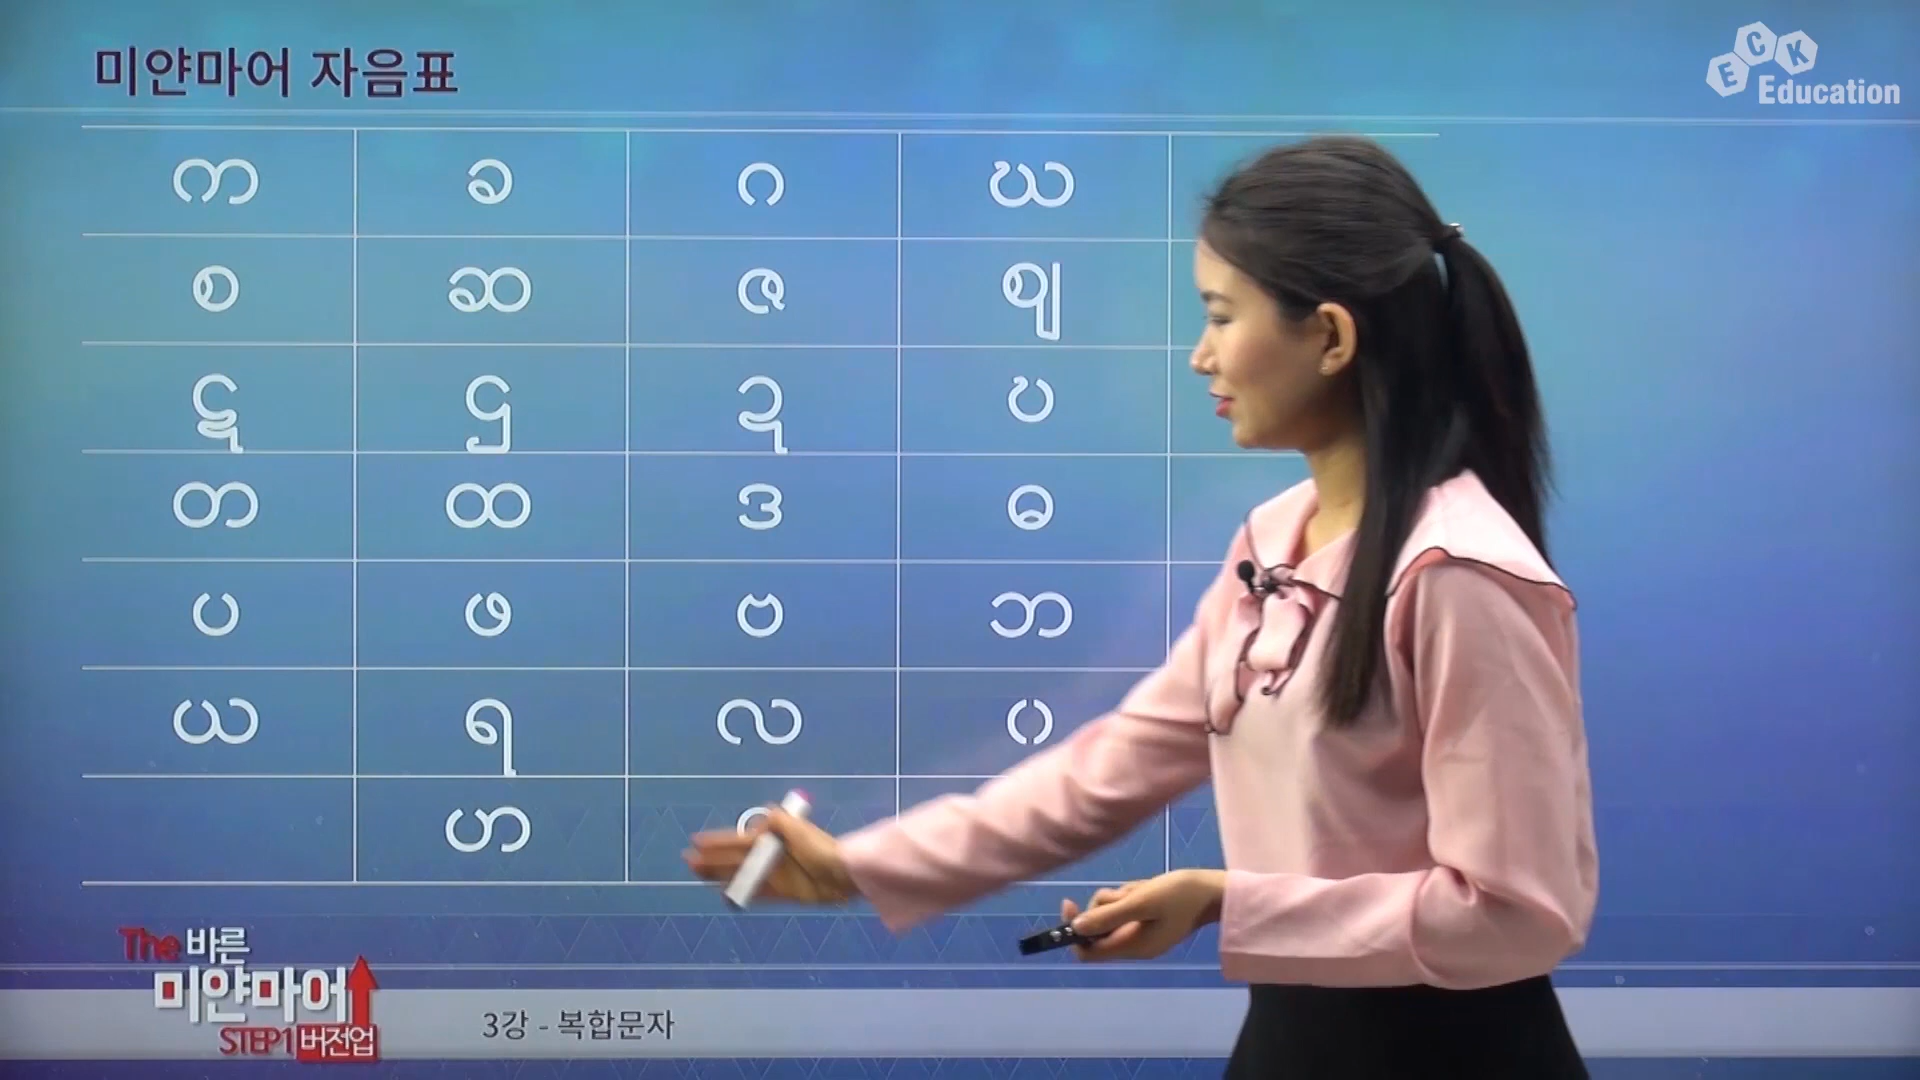 미얀마어 자음표
ECK Education
က ခ ဂ ဃ
စ ဆ ဇ ဈ
ဋ ဌ ဍ ဎ
တ ထ ဒ ဓ
ပ ဖ ဗ ဘ
ယ ရ လ ဝ
ဟ
The 바른
미얀마어
STEP1 버전업
3강 - 복합문자